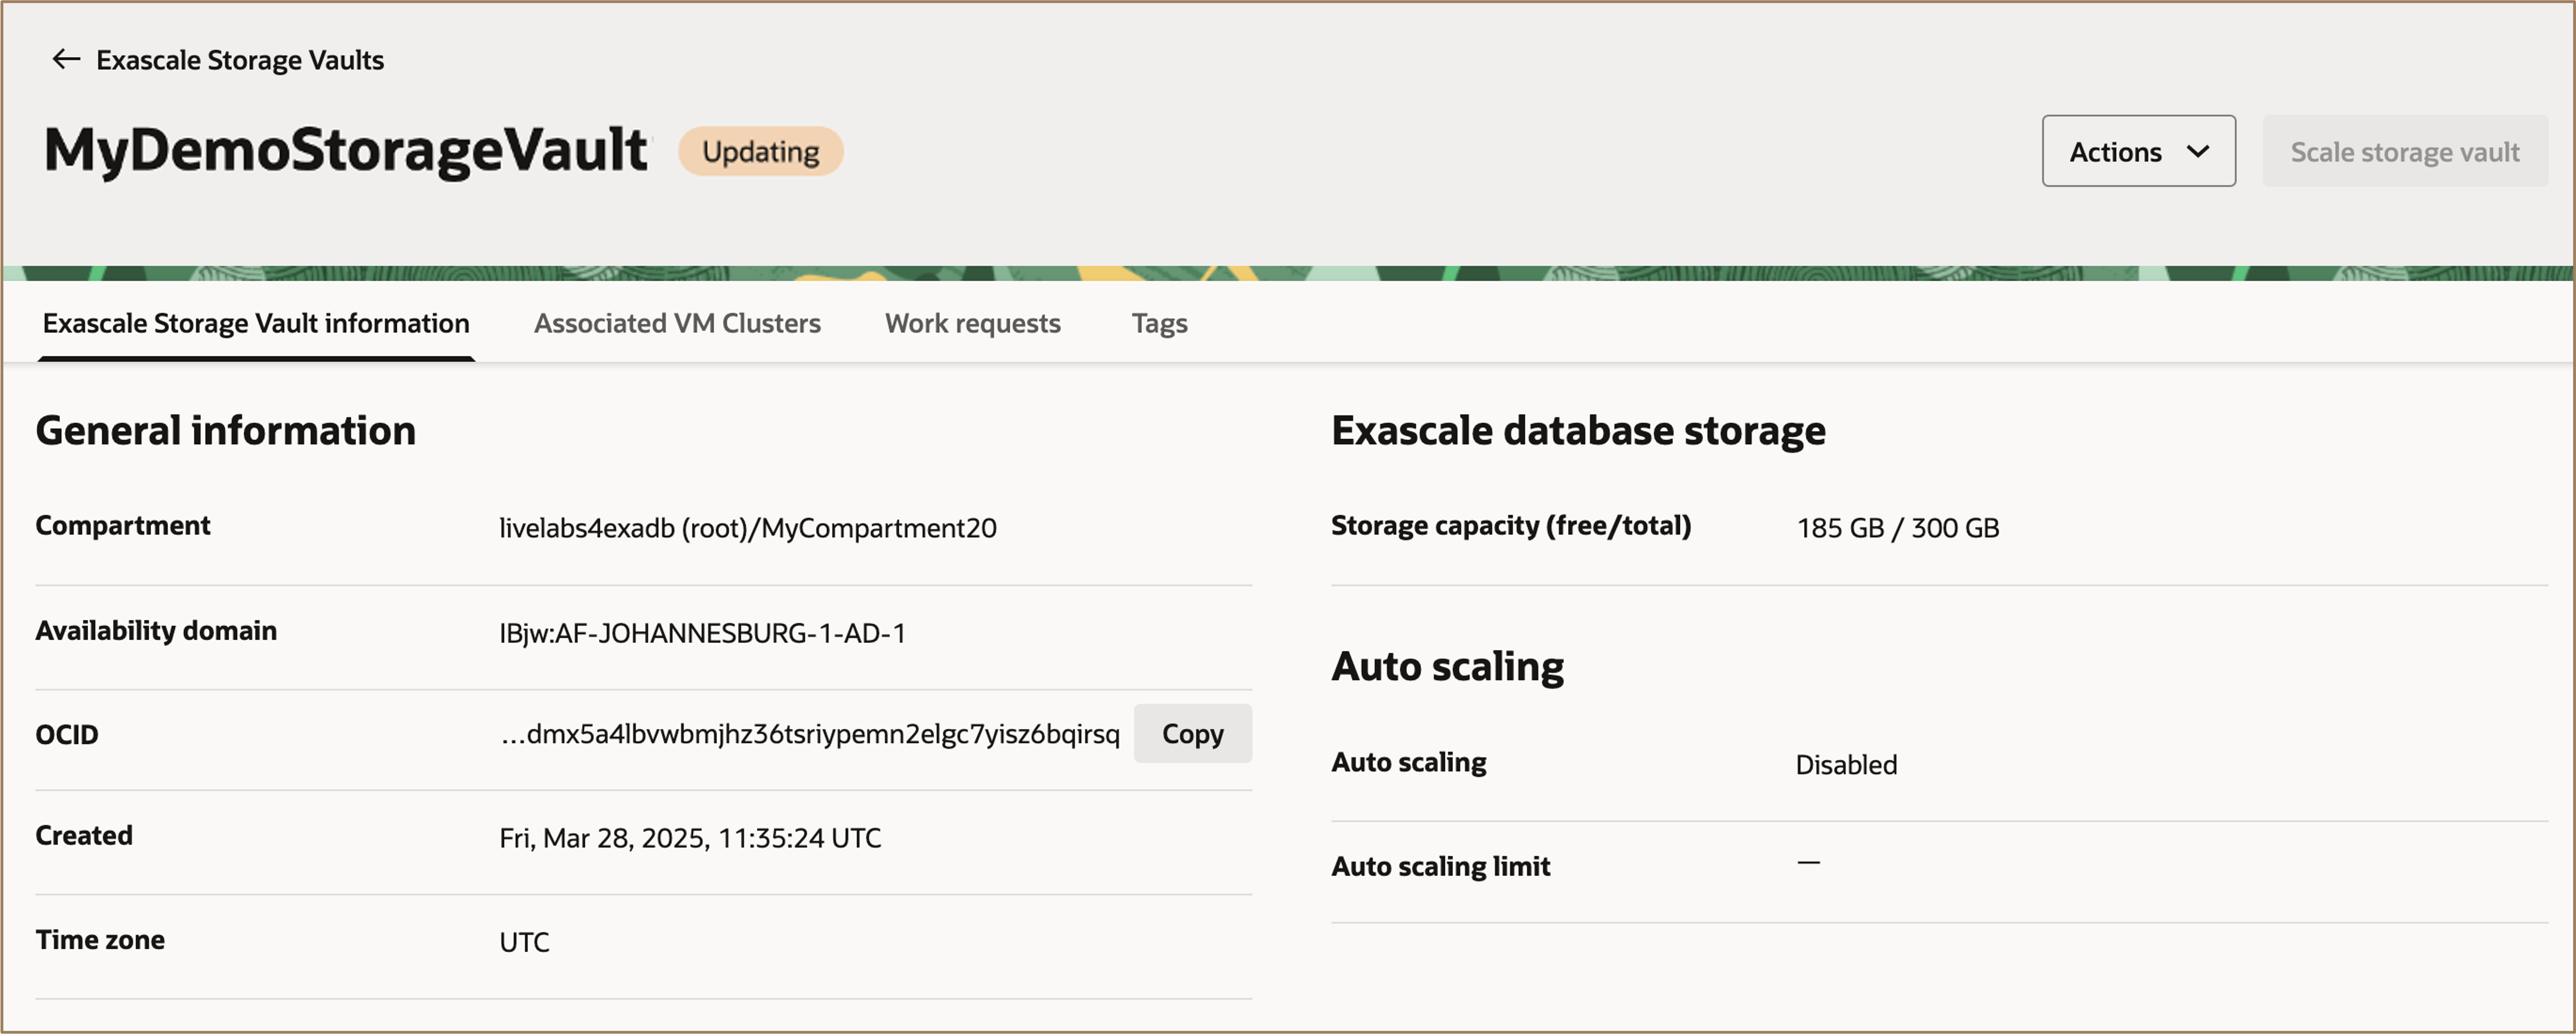 Exascale Storage Vaults
MyDemoStorageVault Updating
Actions Scale storage vault
Exascale Storage Vault information Associated VM Clusters Work requests Tags
General information
Compartment livelabs4exadb (root)/MyCompartment20
Availability domain IBjw:AF-JOHANNESBURG-1-AD-1
OCID ...dmx5a4lbvwbmjhz36tsriypemn2elgc7yisz6bqirsq Copy
Created Fri, Mar 28, 2025, 11:35:24 UTC
Time zone UTC
Exascale database storage
Storage capacity (free/total) 185 GB / 300 GB
Auto scaling
Auto scaling Disabled
Auto scaling limit —